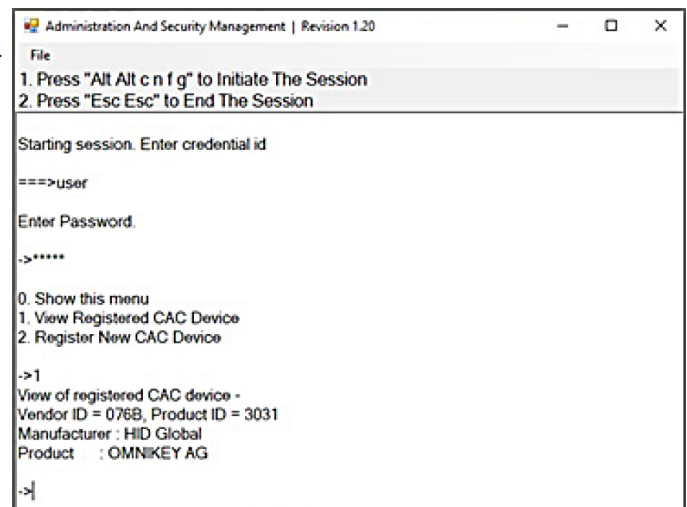 Administration And Security Management | Revision 1.20
File
1. Press "Alt Alt c n f g" to Initiate The Session
2. Press "Esc Esc" to End The Session
Starting session. Enter credential id
===>user
Enter Password.
->*****
0. Show this menu
1. View Registered CAC Device
2. Register New CAC Device
->1
View of registered CAC device -
Vendor ID = 076B, Product ID = 3031
Manufacturer : HID Global
Product : OMNIKEY AG
->